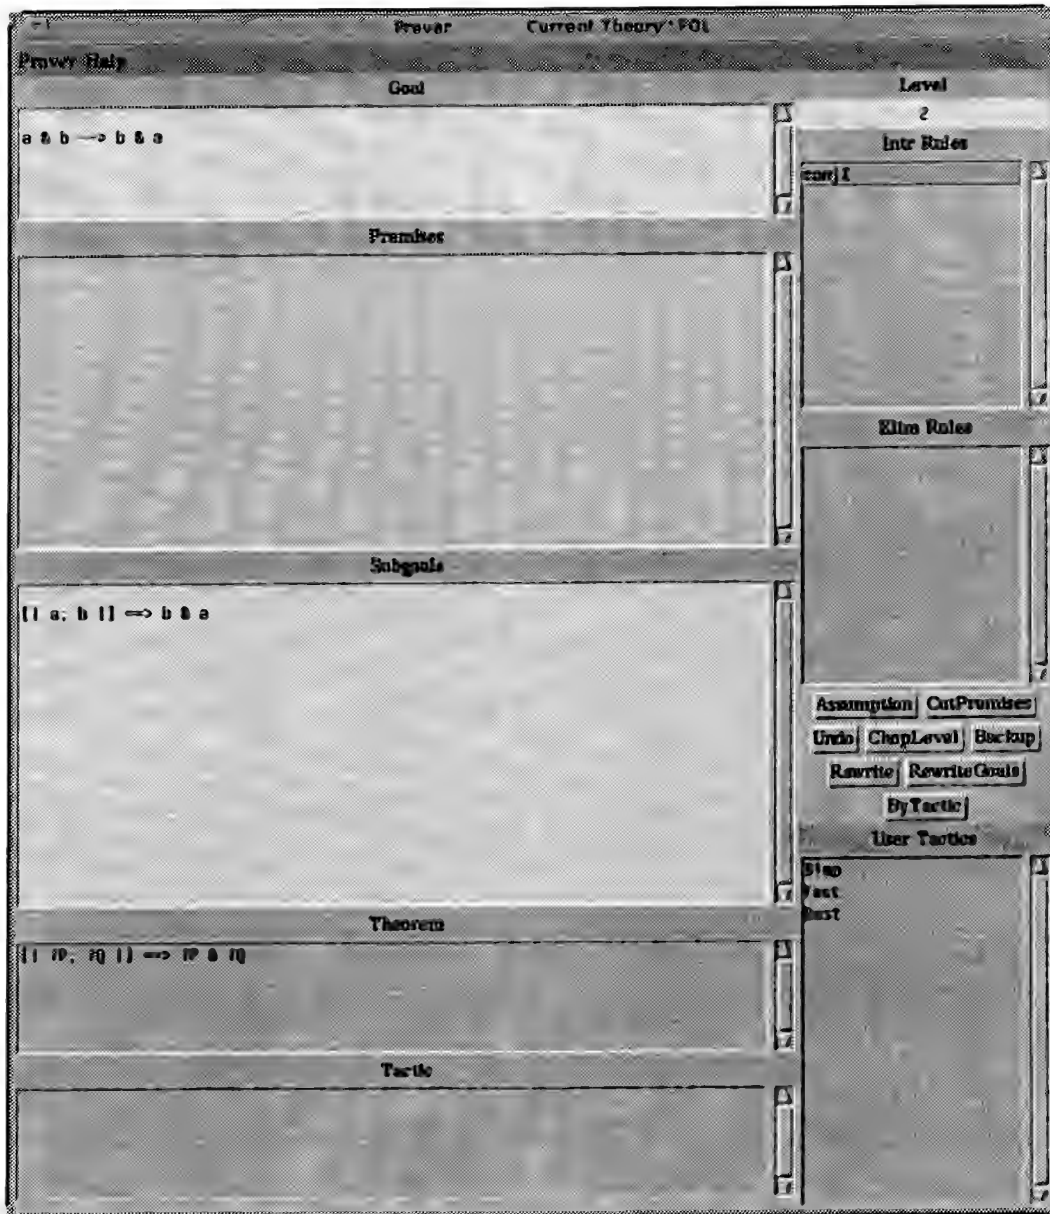 Prover Current Theory: FOL
Prover Help
Goal
a & b --> b & a
Premises
Subgoals
[| a; b |] ==> b & a
Theorem
[| ?P; ?Q |] ==> ?P & ?Q
Tactic
Level
2
Intr Rules
conjI
Elim Rules
Assumption CutPremises
Undo ChopLevel Backup
Rewrite RewriteGoals
ByTactic
User Tactics
Simp
Fast
Best